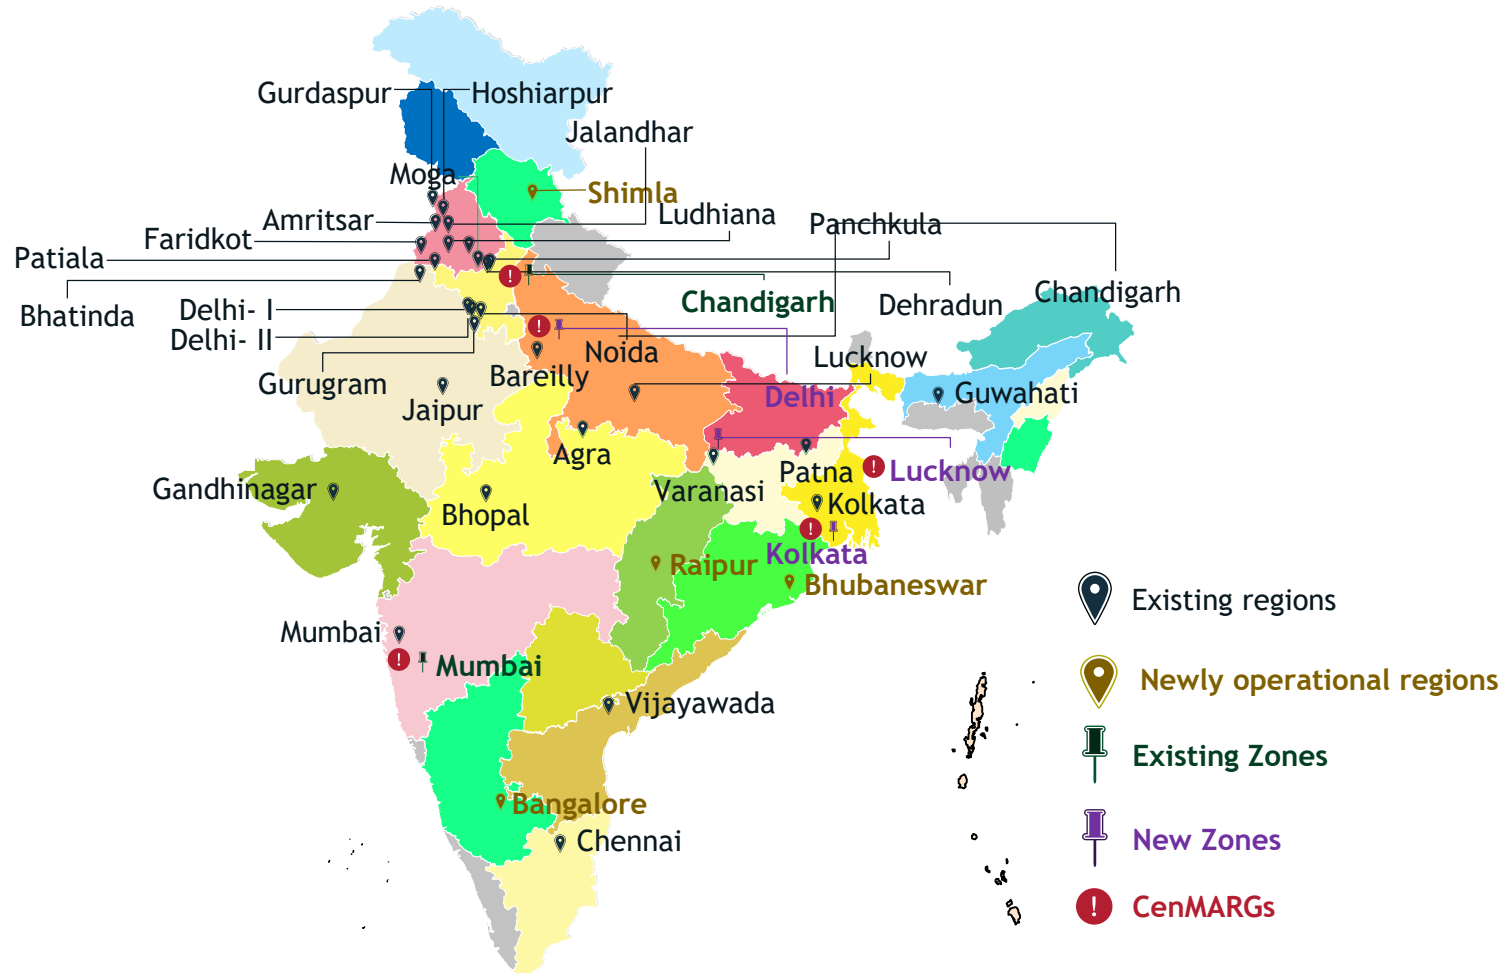 Gurdaspur
Hoshiarpur
Jalandhar
Moga
Shimla
Amritsar
Ludhiana
Panchkula
Faridkot
Patiala
Chandigarh
Dehradun
Chandigarh
Bhatinda
Delhi- I
Delhi- II
Noida
Lucknow
Gurugram
Bareilly
Jaipur
Delhi
Guwahati
Agra
Patna
Lucknow
Gandhinagar
Bhopal
Varanasi
Kolkata
Kolkata
Raipur
Bhubaneswar
Existing regions
Mumbai
Mumbai
Newly operational regions
Vijayawada
Existing Zones
Bangalore
Chennai
New Zones
CenMARGs